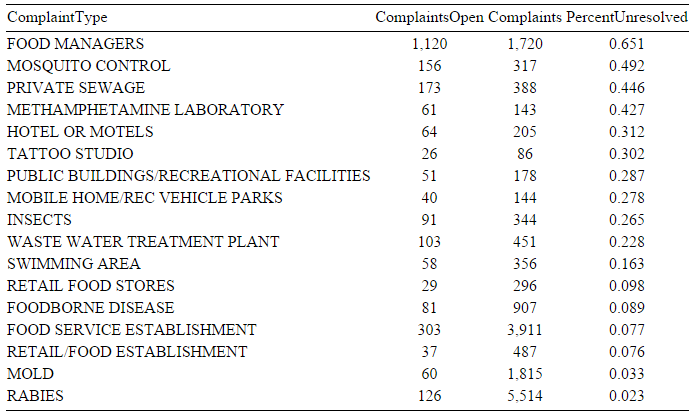 ComplaintType ComplaintsOpen Complaints PercentUnresolved
FOOD MANAGERS 1,120 1,720 0.651
MOSQUITO CONTROL 156 317 0.492
PRIVATE SEWAGE 173 388 0.446
METHAMPHETAMINE LABORATORY 61 143 0.427
HOTEL OR MOTELS 64 205 0.312
TATTOO STUDIO 26 86 0.302
PUBLIC BUILDINGS/RECREATIONAL FACILITIES 51 178 0.287
MOBILE HOME/REC VEHICLE PARKS 40 144 0.278
INSECTS 91 344 0.265
WASTE WATER TREATMENT PLANT 103 451 0.228
SWIMMING AREA 58 356 0.163
RETAIL FOOD STORES 29 296 0.098
FOODBORNE DISEASE 81 907 0.089
FOOD SERVICE ESTABLISHMENT 303 3,911 0.077
RETAIL/FOOD ESTABLISHMENT 37 487 0.076
MOLD 60 1,815 0.033
RABIES 126 5,514 0.023